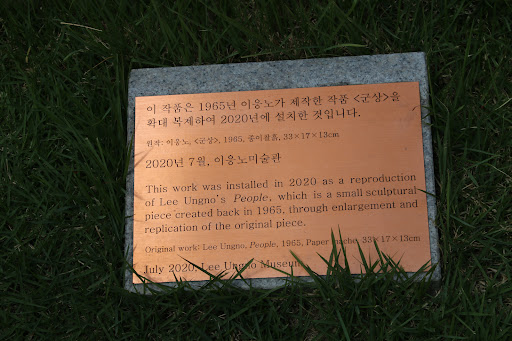 이 작품은 1965년 이응노가 제작한 작품 <군상>을
확대 복제하여 2020년에 설치한 것입니다.
원작: 이응노, <군상>, 1965, 종이콜, 33×17×13cm
2020년 7월, 이응노미술관
This work was installed in 2020 as a reproduction
of Lee Ungno's People, which is a small sculptural
piece created back in 1965, through enlargement and
replication of the original piece.
Original work: Lee Ungno, People, 1965, Paper mache, 33×17×13cm
July 2020, Lee Ungno Museum